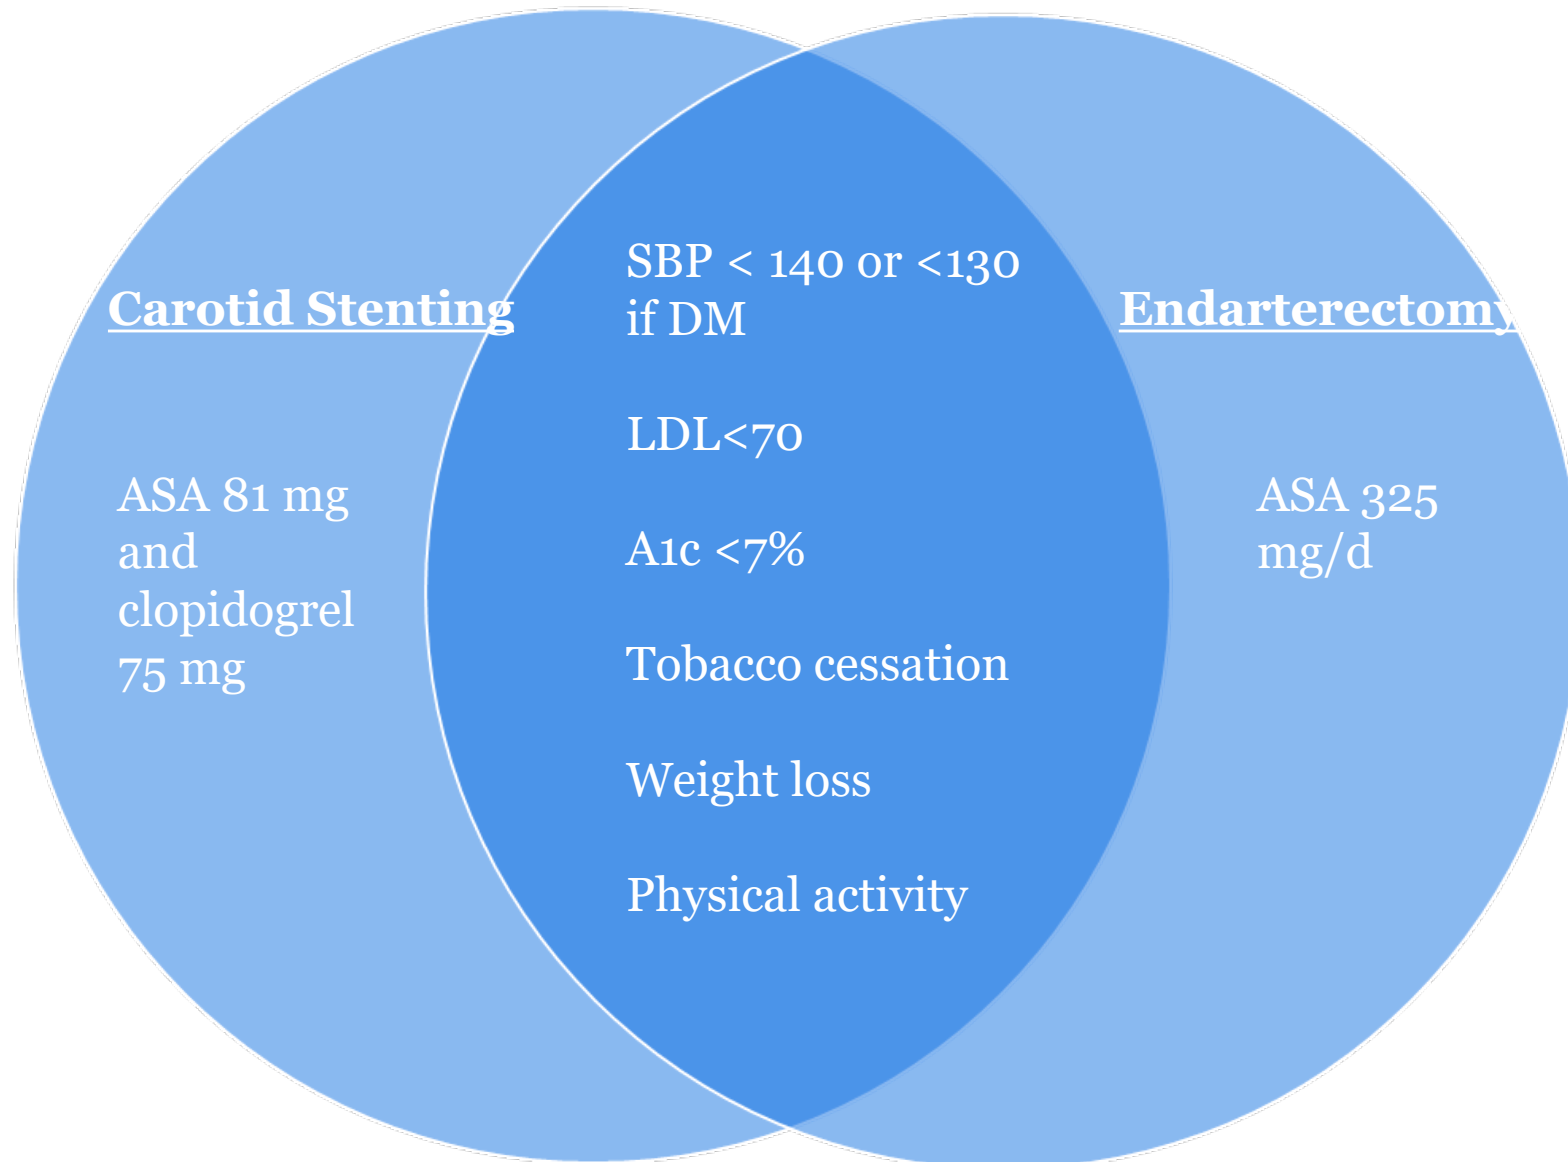 Carotid Stenting
ASA 81 mg
and
clopidogrel
75 mg
SBP < 140 or <130
if DM
LDL<70
A1c <7%
Tobacco cessation
Weight loss
Physical activity
Endarterectomy
ASA 325
mg/d